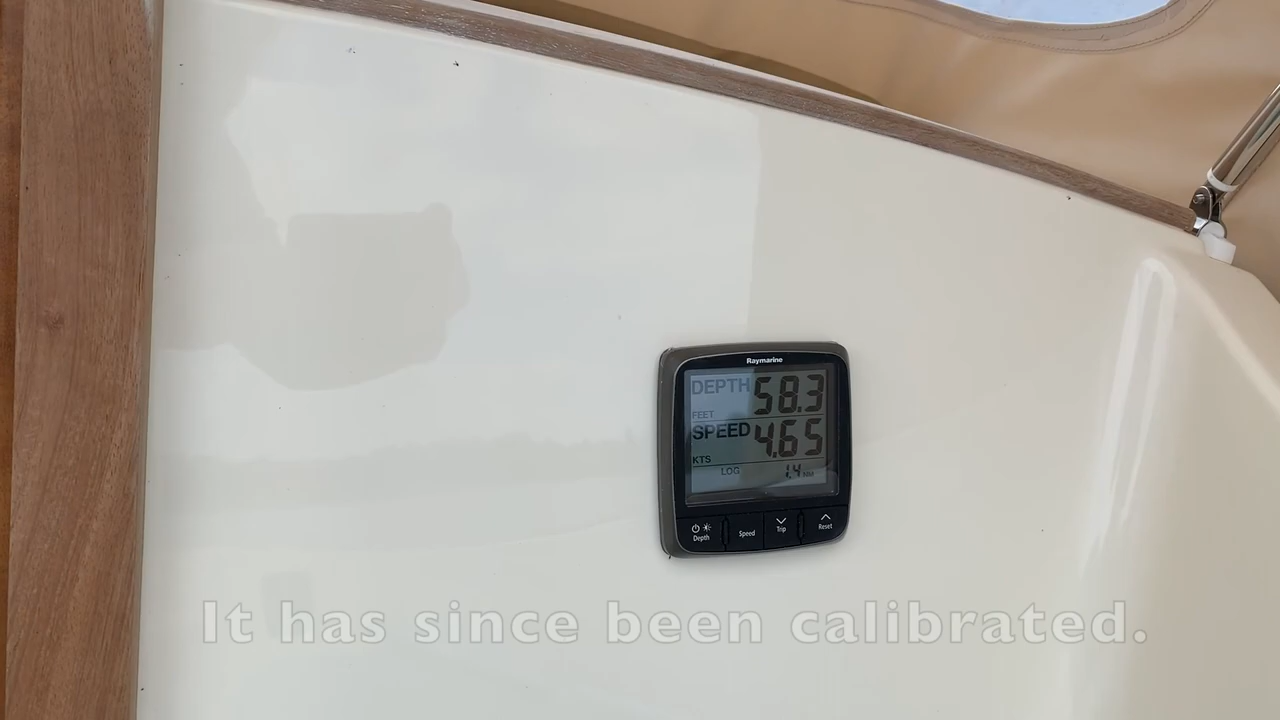 Raymarine
DEPTH 58.3
FEET
SPEED 4.65
KTS
LOG 1.4 NM
Depth Speed Trip Reset
It has since been calibrated.